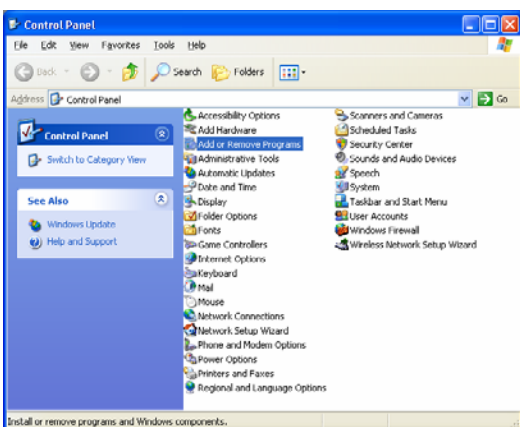 Control Panel
File Edit View Favorites Tools Help
Back Search Folders
Address Control Panel Go
Control Panel
Switch to Category View
See Also
Windows Update
Help and Support
Accessibility Options
Add Hardware
Add or Remove Programs
Administrative Tools
Automatic Updates
Date and Time
Display
Folder Options
Fonts
Game Controllers
Internet Options
Keyboard
Mail
Mouse
Network Connections
Network Setup Wizard
Phone and Modem Options
Power Options
Printers and Faxes
Regional and Language Options
Scanners and Cameras
Scheduled Tasks
Security Center
Sounds and Audio Devices
Speech
System
Taskbar and Start Menu
User Accounts
Windows Firewall
Wireless Network Setup Wizard
Install or remove programs and Windows components.